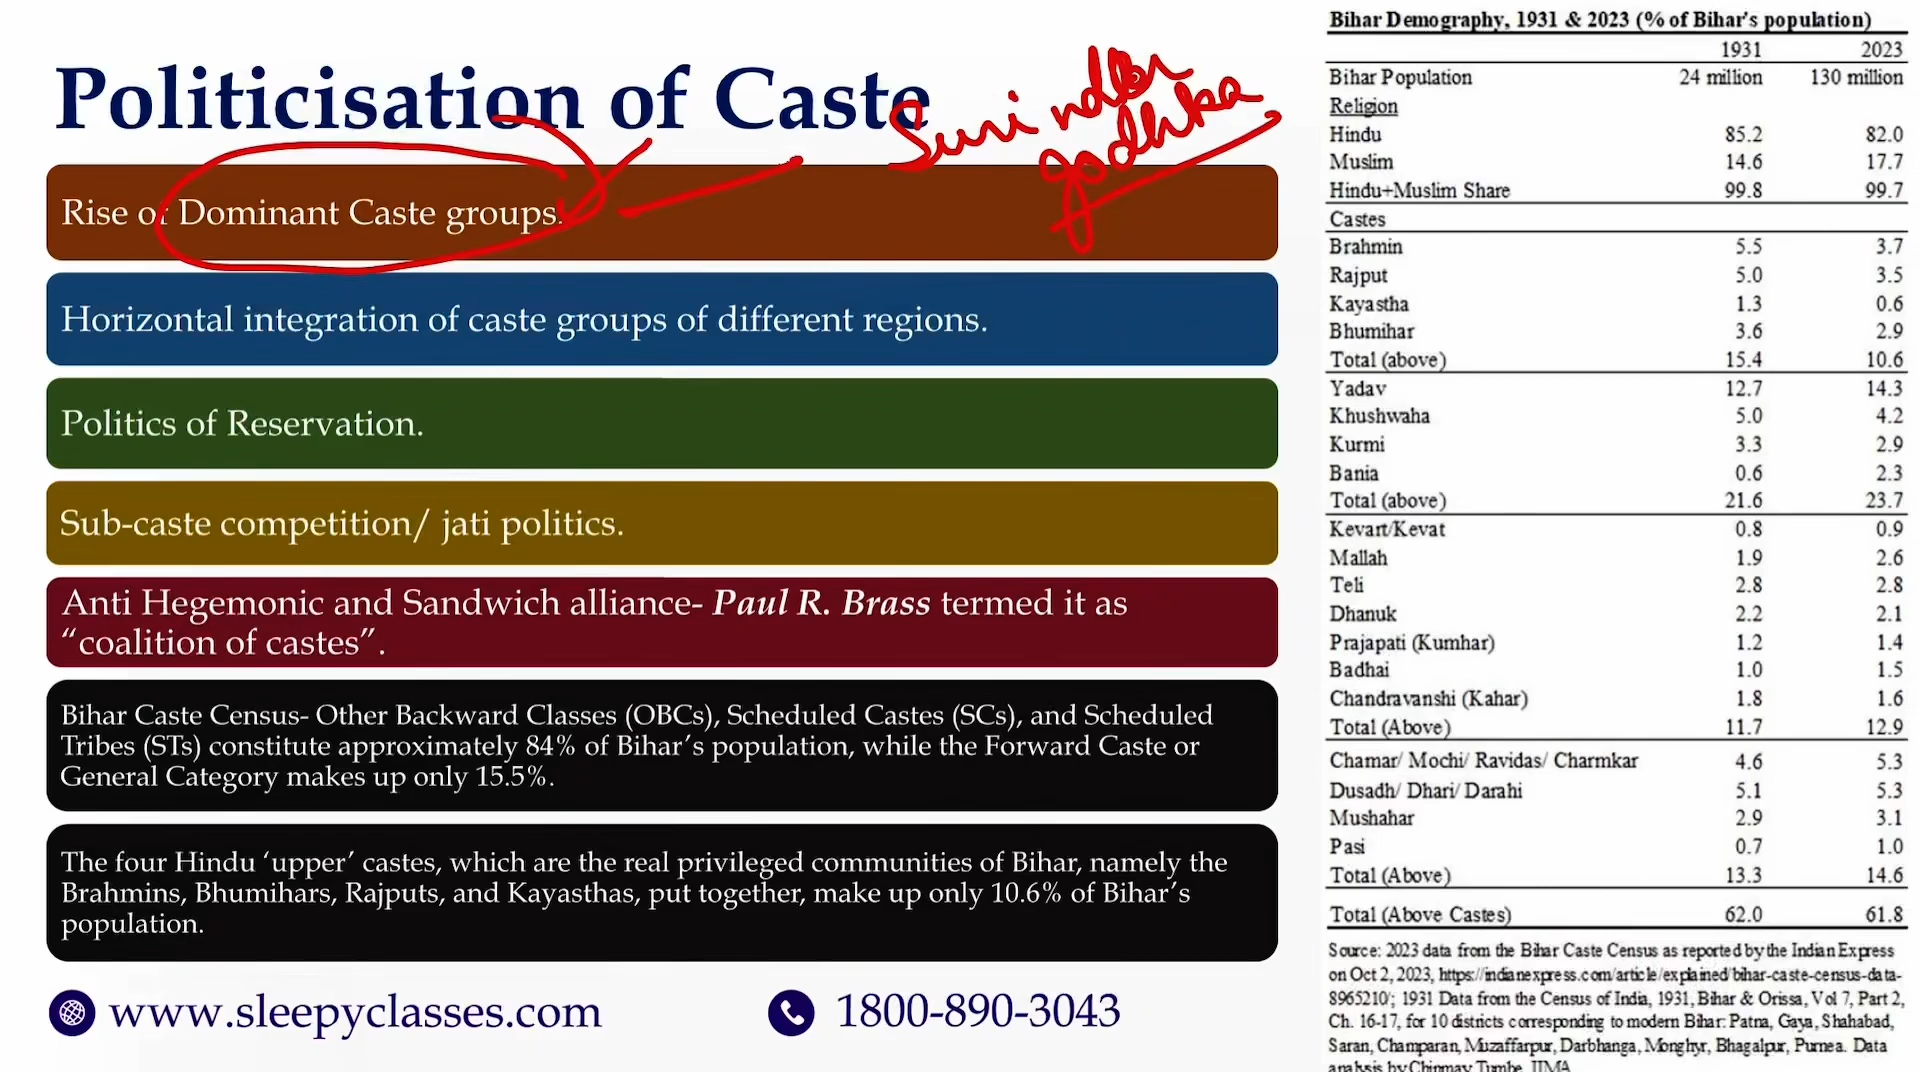 Politicisation of Caste
Surinder
Jodhka
Rise of Dominant Caste groups.
Horizontal integration of caste groups of different regions.
Politics of Reservation.
Sub-caste competition/ jati politics.
Anti Hegemonic and Sandwich alliance- Paul R. Brass termed it as
“coalition of castes”.
Bihar Caste Census- Other Backward Classes (OBCs), Scheduled Castes (SCs), and Scheduled
Tribes (STs) constitute approximately 84% of Bihar’s population, while the Forward Caste or
General Category makes up only 15.5%.
The four Hindu ‘upper’ castes, which are the real privileged communities of Bihar, namely the
Brahmins, Bhumihars, Rajputs, and Kayasthas, put together, make up only 10.6% of Bihar’s
population.
www.sleepyclasses.com 1800-890-3043
Bihar Demography, 1931 & 2023 (% of Bihar's population)
1931 2023
Bihar Population 24 million 130 million
Religion
Hindu 85.2 82.0
Muslim 14.6 17.7
Hindu+Muslim Share 99.8 99.7
Castes
Brahmin 5.5 3.7
Rajput 5.0 3.5
Kayastha 1.3 0.6
Bhumihar 3.6 2.9
Total (above) 15.4 10.6
Yadav 12.7 14.3
Khushwaha 5.0 4.2
Kurmi 3.3 2.9
Bania 0.6 2.3
Total (above) 21.6 23.7
Kevart/Kevat 0.8 0.9
Mallah 1.9 2.6
Teli 2.8 2.8
Dhanuk 2.2 2.1
Prajapati (Kumhar) 1.2 1.4
Badhai 1.0 1.5
Chandravanshi (Kahar) 1.8 1.6
Total (Above) 11.7 12.9
Chamar/ Mochi/ Ravidas/ Charmkar 4.6 5.3
Dusadh/ Dhari/ Darahi 5.1 5.3
Mushahar 2.9 3.1
Pasi 0.7 1.0
Total (Above) 13.3 14.6
Total (Above Castes) 62.0 61.8
Source: 2023 data from the Bihar Caste Census as reported by the Indian Express
on Oct 2, 2023, https://indianexpress.com/article/explained/bihar-caste-census-data-
8965210/; 1931 Data from the Census of India, 1931, Bihar & Orissa, Vol 7, Part 2,
Ch. 16-17, for 10 districts corresponding to modern Bihar: Patna, Gaya, Shahabad,
Saran, Champaran, Muzaffarpur, Darbhanga, Monghyr, Bhagalpur, Purnea. Data
analysis by Chinmay Tumbe, IIMA